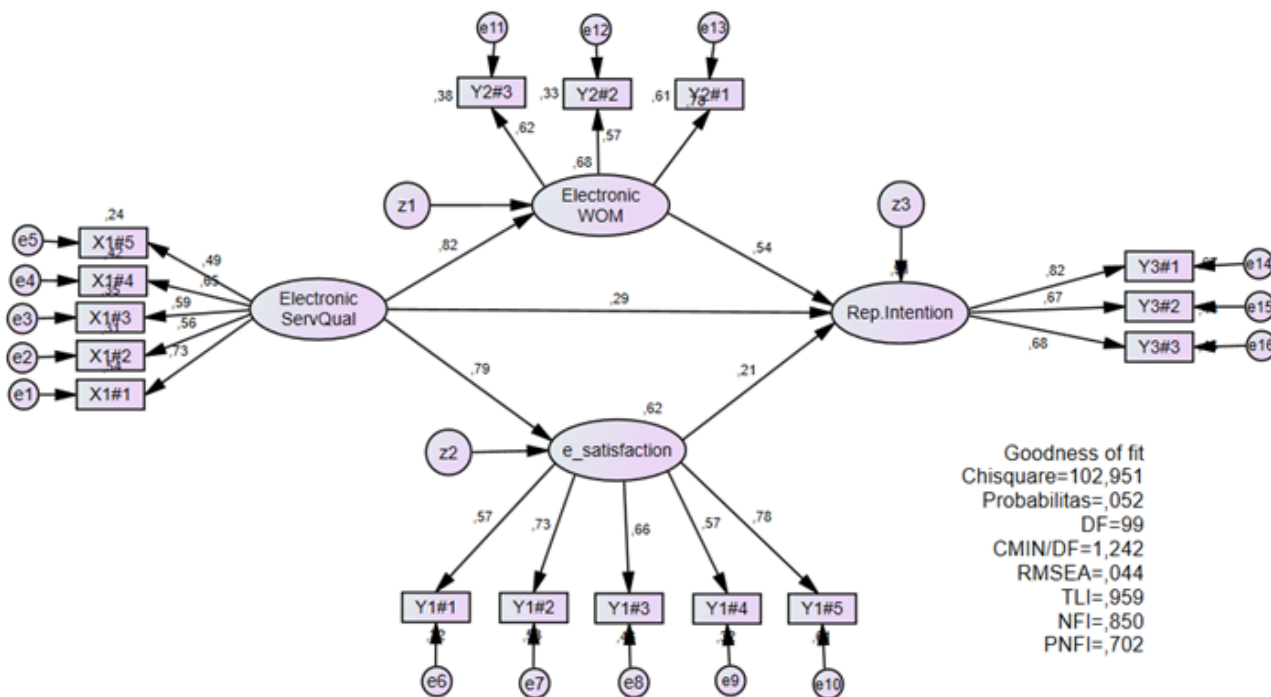 e11
e12
e13
,38
Y2#3
,33
Y2#2
,61
Y2#1
,62
,57
,68
z1
Electronic
WOM
z3
,24
e5
X1#5
,49
,82
,54
e4
X1#4
,65
Electronic
ServQual
,29
Rep.Intention
,82
Y3#1
e14
e3
X1#3
,59
,67
Y3#2
e15
e2
X1#2
,56
,68
Y3#3
e16
e1
X1#1
,73
,79
,21
,62
z2
e_satisfaction
,57
,73
,66
,57
,78
Y1#1
Y1#2
Y1#3
Y1#4
Y1#5
e6
e7
e8
e9
e10
Goodness of fit
Chisquare=102,951
Probabilitas=,052
DF=99
CMIN/DF=1,242
RMSEA=,044
TLI=,959
NFI=,850
PNFI=,702